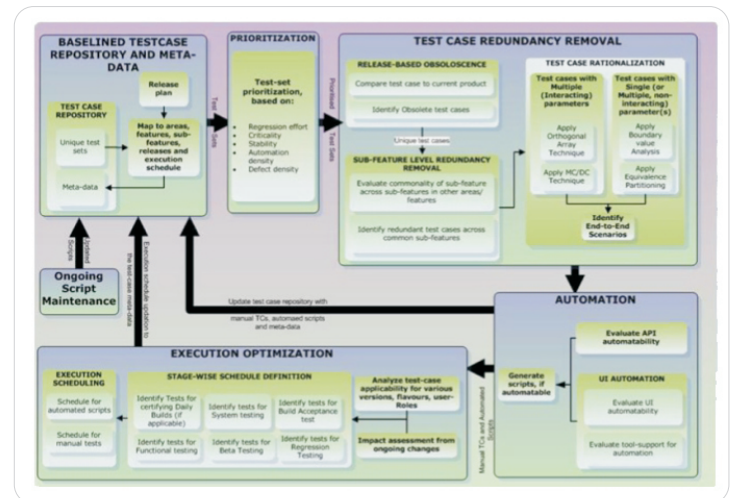 BASELINED TESTCASE
REPOSITORY AND META-
DATA
Release
plan
TEST CASE
REPOSITORY
Unique test
sets
Meta-data
Map to areas,
features, sub-
features,
releases and
execution
schedule
Test Sets
PRIORITIZATION
Test-set
prioritization,
based on:
• Regression effort
• Criticality
• Stability
• Automation
density
• Defect density
Prioritised Test Sets
TEST CASE REDUNDANCY REMOVAL
RELEASE-BASED OBSOLOSCENCE
Compare test case to current product
Identify Obsolete test cases
Unique test cases
SUB-FEATURE LEVEL REDUNDANCY
REMOVAL
Evaluate commonality of sub-feature
across sub-features in other areas/
features
Identify redundant test cases across
common sub-features
TEST CASE RATIONALIZATION
Test cases with
Multiple
(Interacting)
parameters
Apply
Orthogonal
Array
Technique
Apply MC/DC
Technique
Test cases with
Single (or
Multiple, non-
interacting)
parameter(s)
Apply
Boundary
value
Analysis
Apply
Equivalence
Partitioning
Identify
End-to-End
Scenarios
Updated
Scripts
Ongoing
Script
Maintenance
Execution schedule updation to
the test-case meta-data
Update test case repository with
manual TCs, automaed scripts
and meta-data
AUTOMATION
Evaluate API
automatability
Generate
scripts, if
automatable
UI AUTOMATION
Evaluate UI
automatability
Evaluate tool-support for
automation
Manual TCs and Automated
Scripts
EXECUTION OPTIMIZATION
EXECUTION
SCHEDULING
Schedule for
automated scripts
Schedule for
manual tests
STAGE-WISE SCHEDULE DEFINITION
Identify Tests for
certifying Daily
Builds (if
applicable)
Identify tests for
System testing
Identify tests for
Build Acceptance
test
Identify tests for
Functional testing
Identify tests for
Beta Testing
Identify tests for
Regression
Testing
Analyze test-case
applicability for various
versions, flavours, user-
Roles
Impact assessment from
ongoing changes